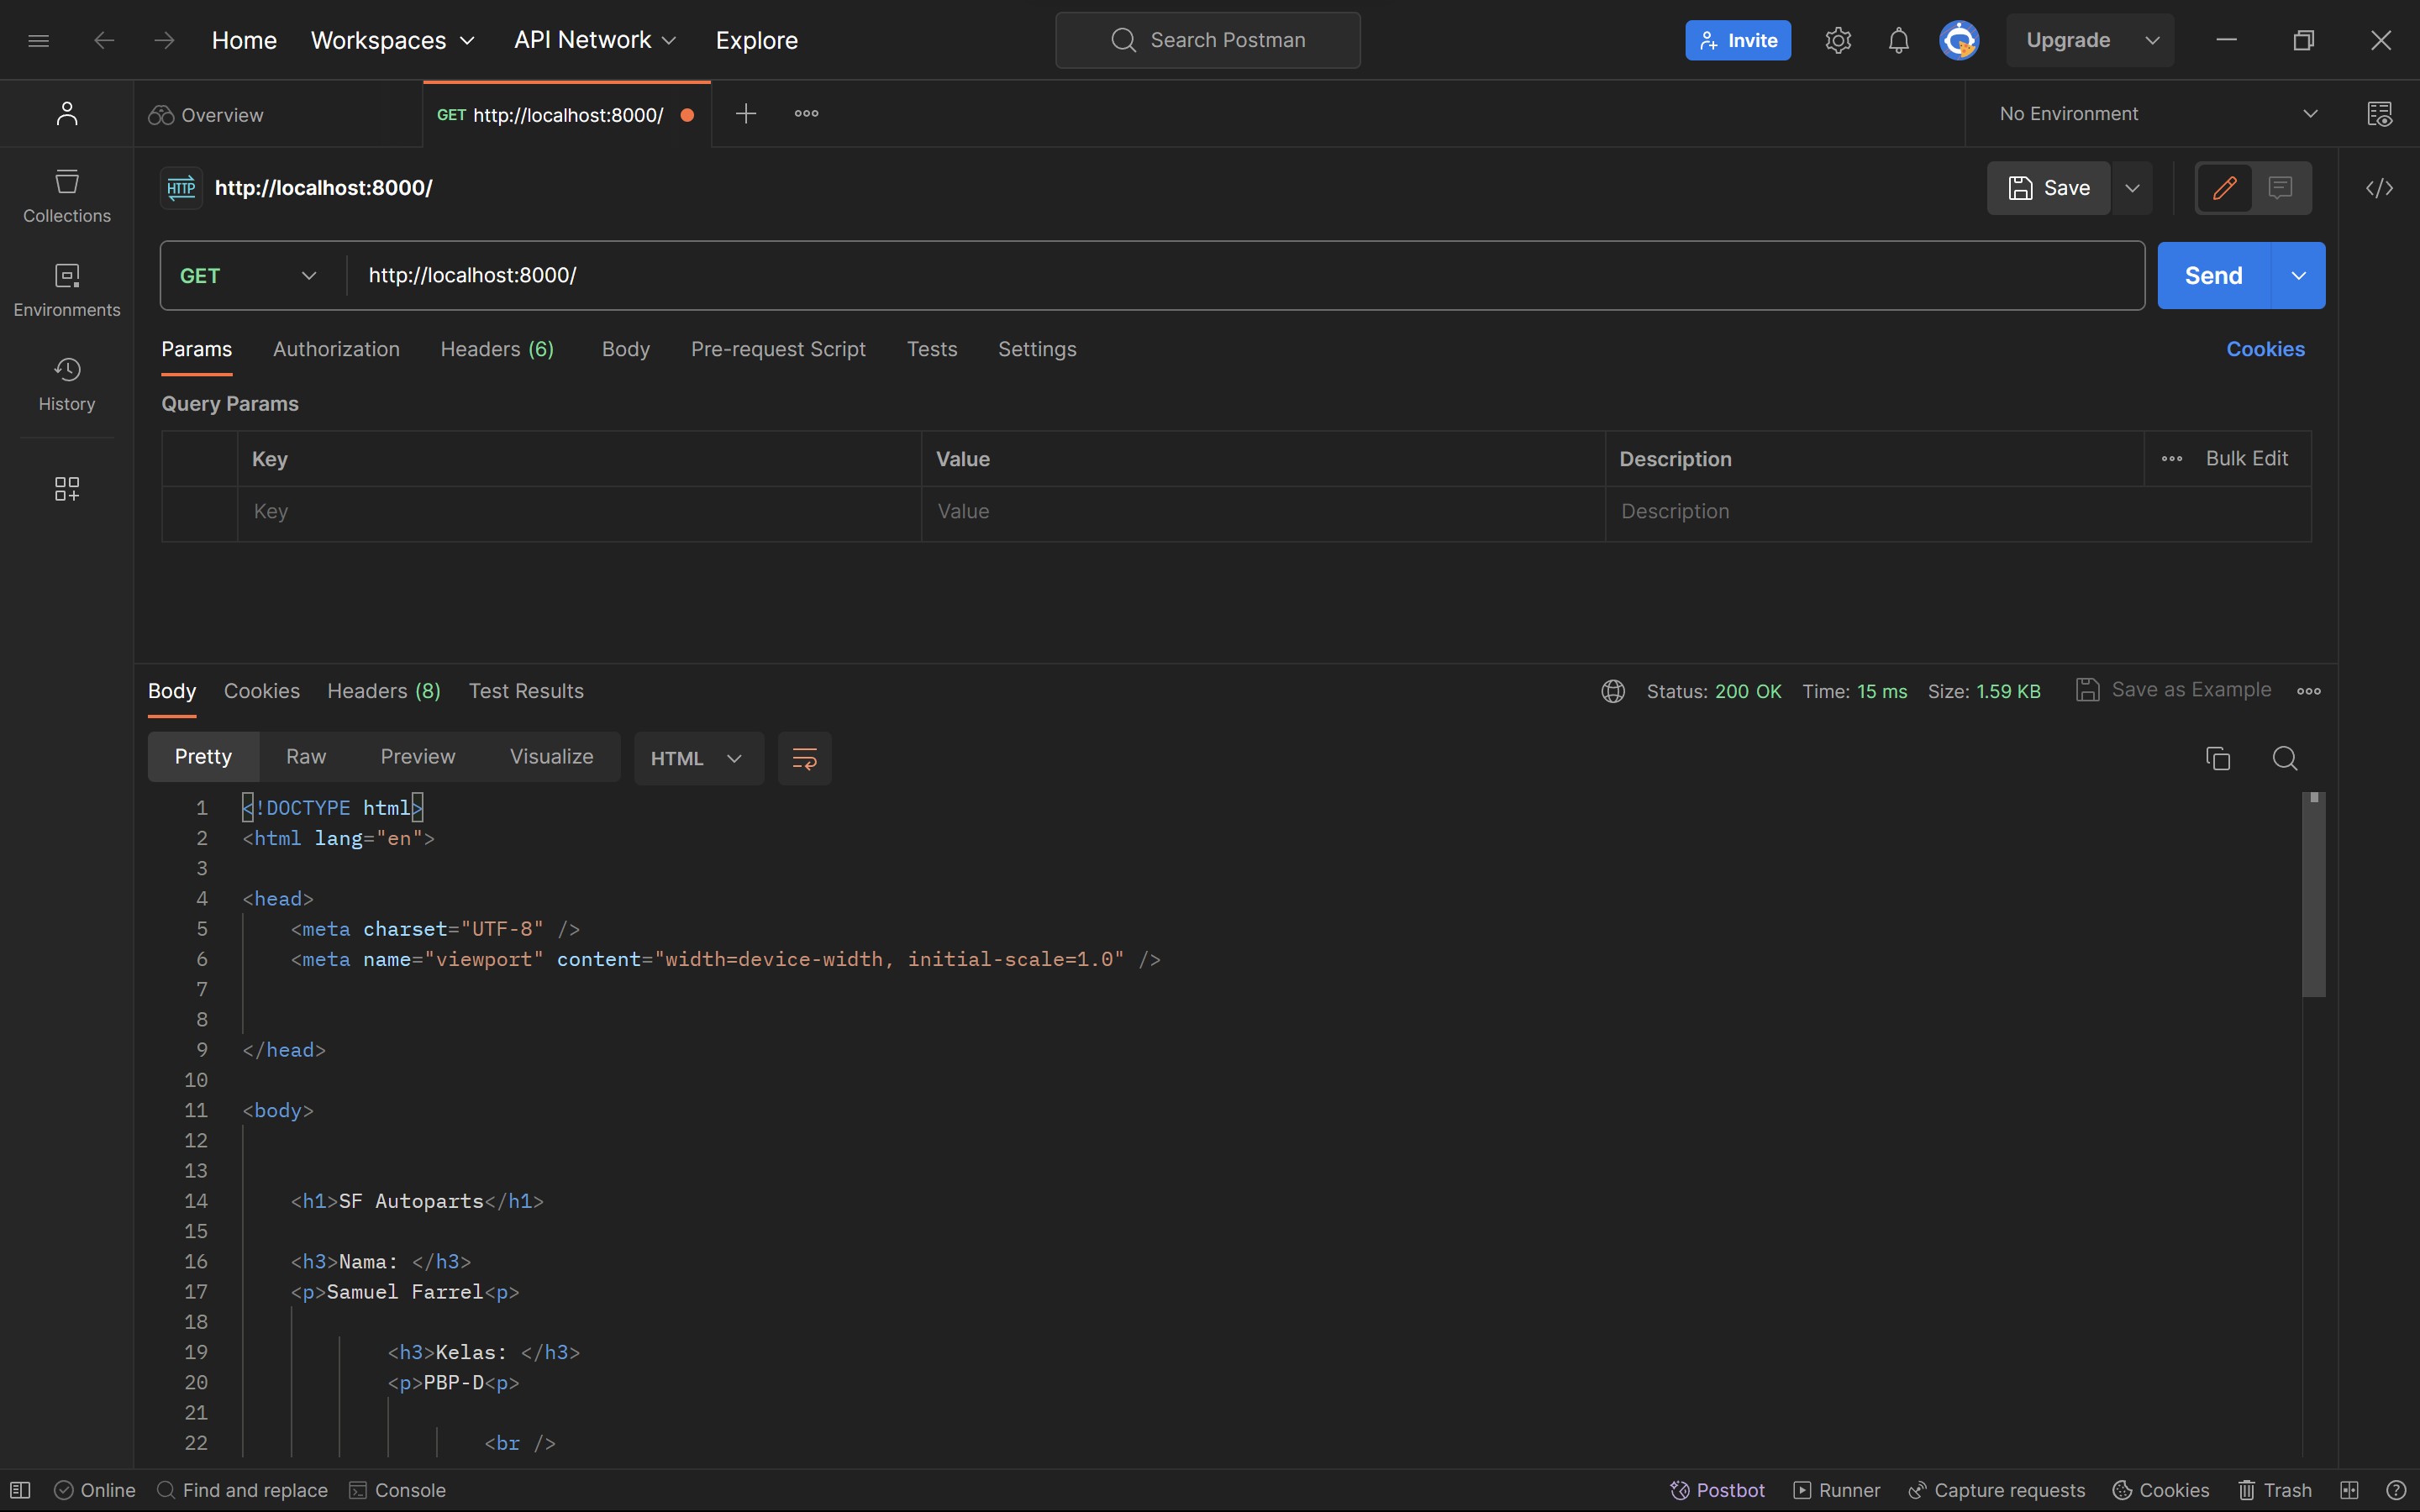 Home Workspaces API Network Explore Search Postman Invite Upgrade
Overview GET http://localhost:8000/ No Environment
HTTP http://localhost:8000/ Save
Collections
Environments
History
GET http://localhost:8000/ Send
Params Authorization Headers (6) Body Pre-request Script Tests Settings Cookies
Query Params
Key Value Description Bulk Edit
Key Value Description
Body Cookies Headers (8) Test Results Status: 200 OK Time: 15 ms Size: 1.59 KB Save as Example
Pretty Raw Preview Visualize HTML
1 <!DOCTYPE html>
2 <html lang="en">
3
4 <head>
5 <meta charset="UTF-8" />
6 <meta name="viewport" content="width=device-width, initial-scale=1.0" />
7
8
9 </head>
10
11 <body>
12
13
14 <h1>SF Autoparts</h1>
15
16 <h3>Nama: </h3>
17 <p>Samuel Farrel<p>
18
19 <h3>Kelas: </h3>
20 <p>PBP-D<p>
21
22 <br />
Online Find and replace Console Postbot Runner Capture requests Cookies Trash